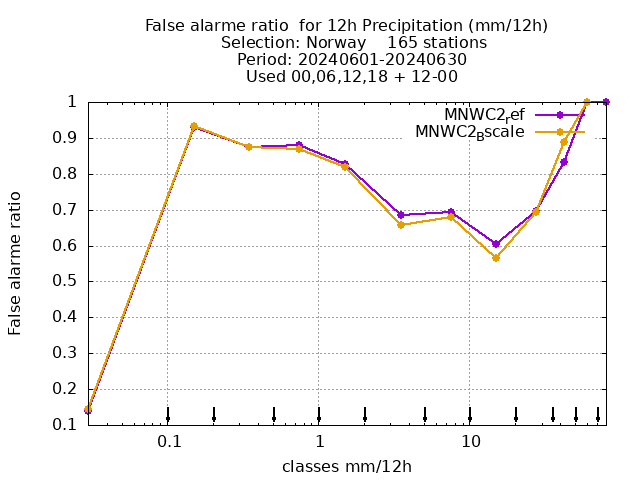 False alarme ratio  for 12h Precipitation (mm/12h)
Selection: Norway    165 stations
Period: 20240601-20240630
Used 00,06,12,18 + 12-00
MNWC2ref
MNWC2Bscale
1
0.9
0.8
0.7
0.6
0.5
0.4
0.3
0.2
0.1
False alarme ratio
0.1
1
10
classes mm/12h